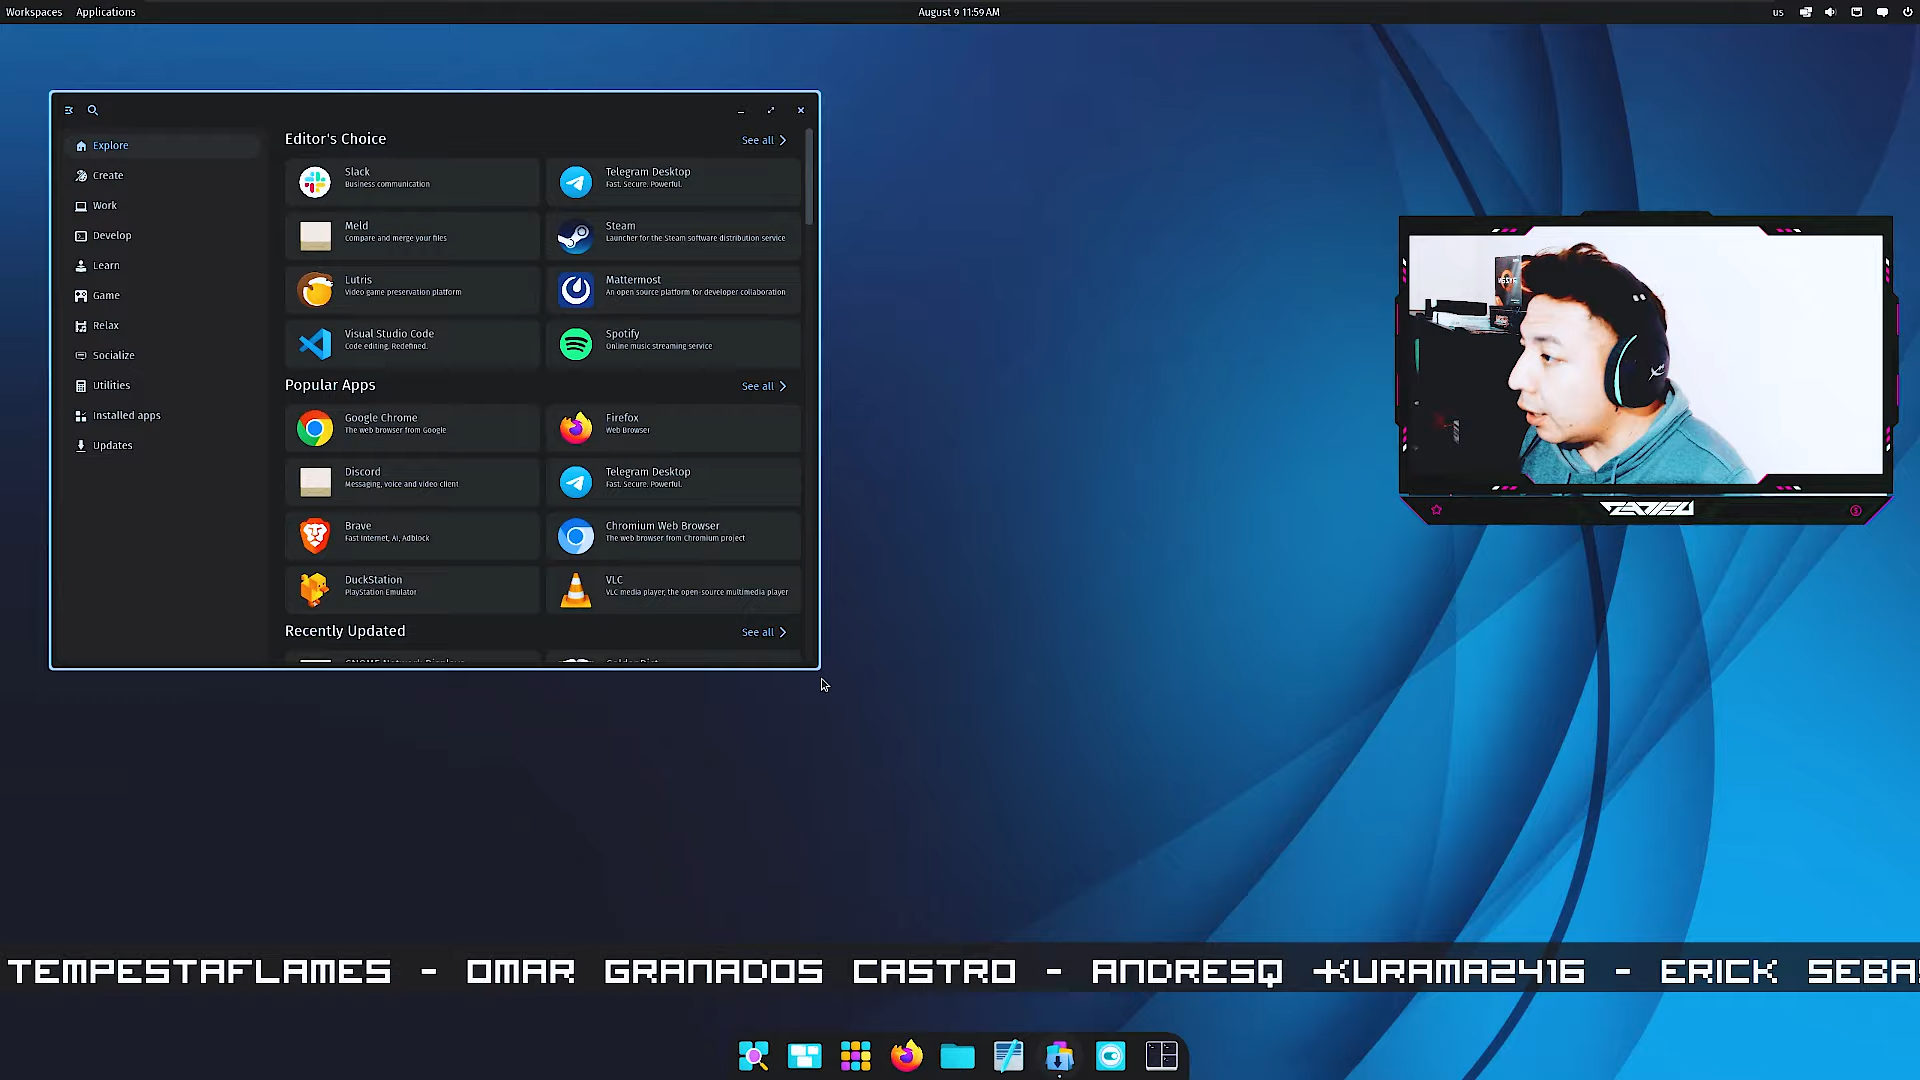 Workspaces Applications August 9 11:59 AM us
Explore
Create
Work
Develop
Learn
Game
Relax
Socialize
Utilities
Installed apps
Updates
Editor's Choice See all
Slack
Business communication
Telegram Desktop
Fast. Secure. Powerful.
Meld
Compare and merge your files
Steam
Launcher for the Steam software distribution service
Lutris
Video game preservation platform
Mattermost
An open source platform for developer collaboration
Visual Studio Code
Code editing. Redefined.
Spotify
Online music streaming service
Popular Apps See all
Google Chrome
The web browser from Google
Firefox
Web Browser
Discord
Messaging, voice and video client
Telegram Desktop
Fast. Secure. Powerful.
Brave
Fast Internet, AI, Adblock
Chromium Web Browser
The web browser from Chromium project
DuckStation
PlayStation Emulator
VLC
VLC media player, the open-source multimedia player
Recently Updated See all
TEMPESTAFLAMES - OMAR GRANADOS CASTRO - ANDRESQ -KURAMA2416 - ERICK SEBA